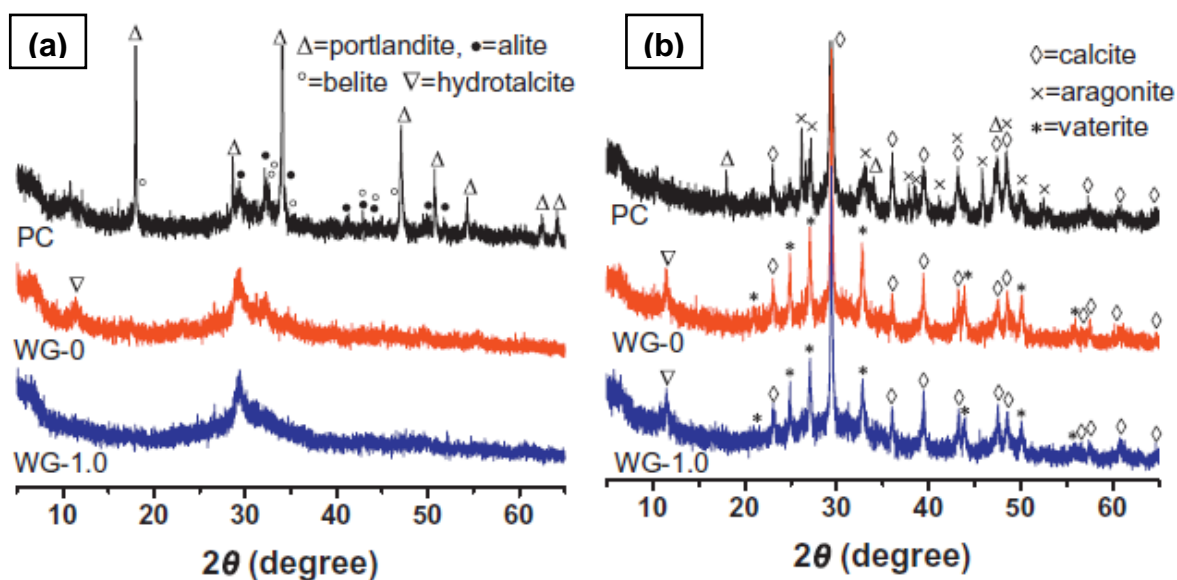 (a)
Δ=portlandite, •=alite
°=belite ∇=hydrotalcite
PC
WG-0
WG-1.0
10 20 30 40 50 60
2θ (degree)
(b)
◊=calcite
×=aragonite
*=vaterite
PC
WG-0
WG-1.0
10 20 30 40 50 60
2θ (degree)